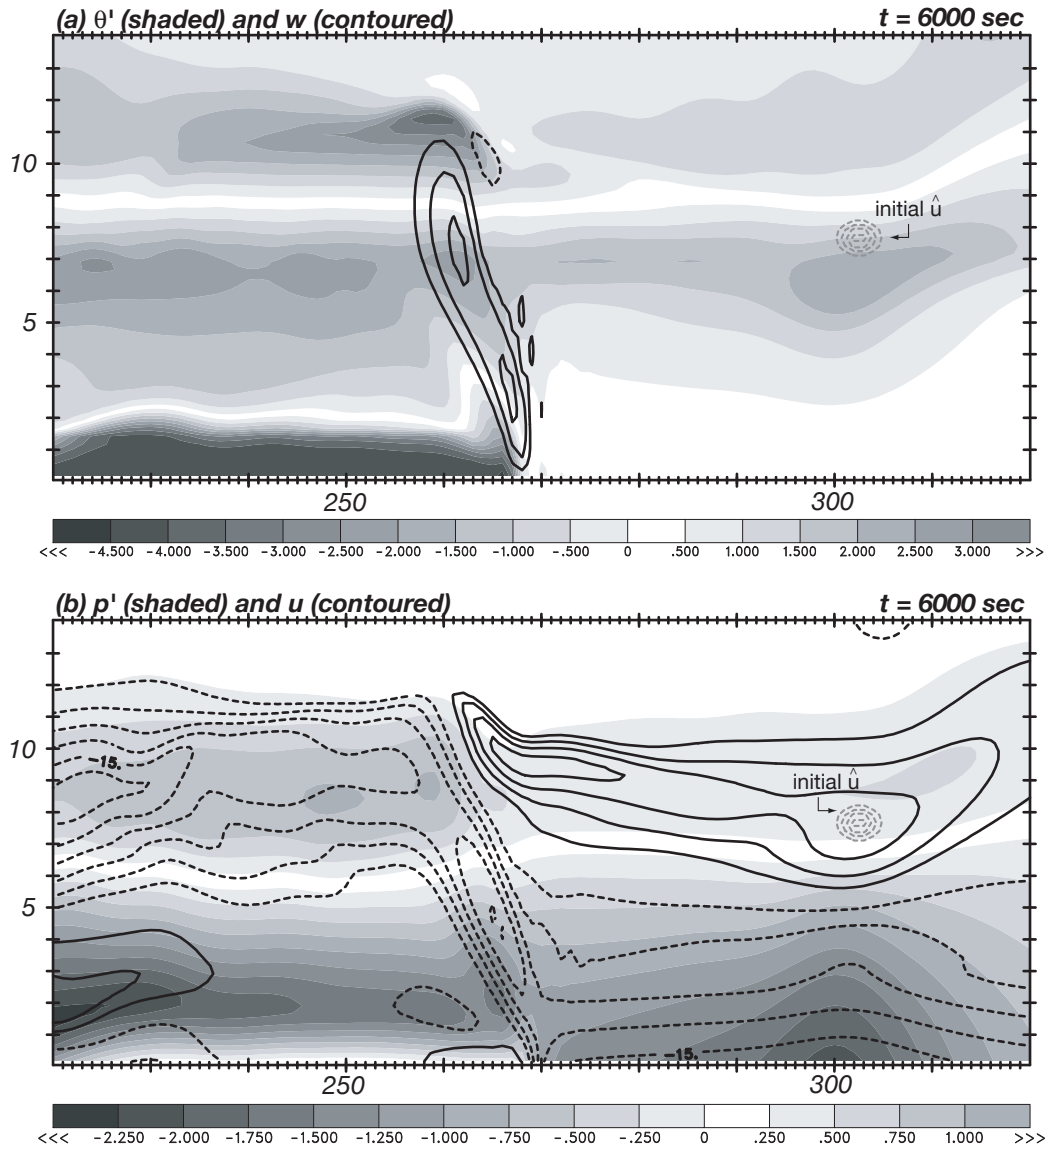 (a) θ' (shaded) and w (contoured) t = 6000 sec
10
initial û
5
250 300
<<< -4.500 -4.000 -3.500 -3.000 -2.500 -2.000 -1.500 -1.000 -.500 0 .500 1.000 1.500 2.000 2.500 3.000 >>>
(b) p' (shaded) and u (contoured) t = 6000 sec
10
-15.
initial û
5
-15.
250 300
<<< -2.250 -2.000 -1.750 -1.500 -1.250 -1.000 -.750 -.500 -.250 0 .250 .500 .750 1.000 >>>